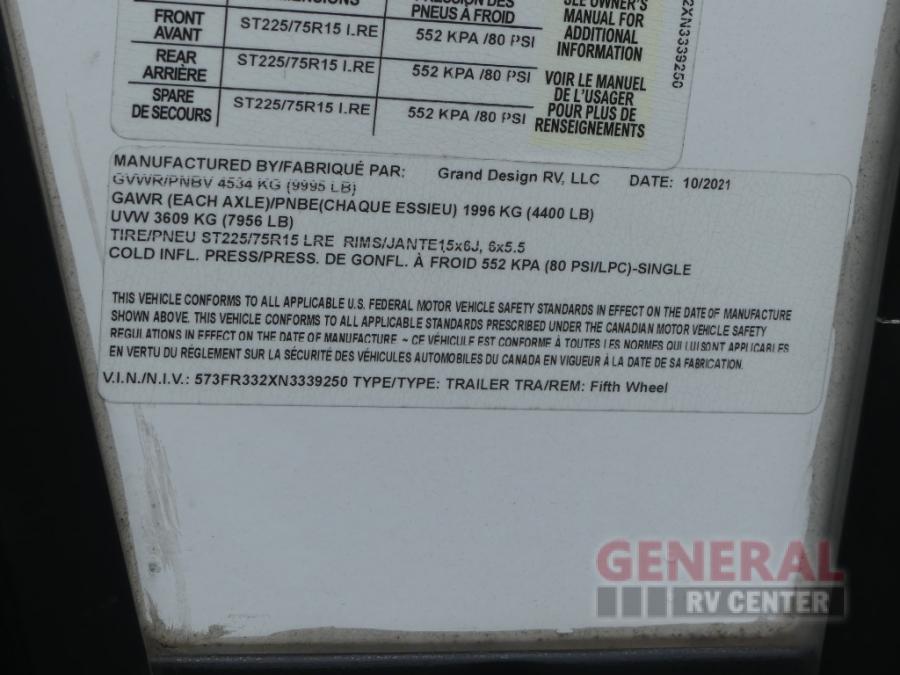 PNEUS À FROID
SEE OWNER'S
MANUAL FOR
ADDITIONAL
INFORMATION
FRONT
AVANT
ST225/75R15 LRE
552 KPA /80 PSI
REAR
ARRIÈRE
ST225/75R15 LRE
552 KPA /80 PSI
SPARE
DE SECOURS
ST225/75R15 LRE
552 KPA /80 PSI
VOIR LE MANUEL
DE L'USAGER
POUR PLUS DE
RENSEIGNEMENTS
2XN3339250
MANUFACTURED BY/FABRIQUÉ PAR: Grand Design RV, LLC DATE: 10/2021
GVWR/PNBV 4534 KG (9995 LB)
GAWR (EACH AXLE)/PNBE(CHAQUE ESSIEU) 1996 KG (4400 LB)
UVW 3609 KG (7956 LB)
TIRE/PNEU ST225/75R15 LRE RIMS/JANTE15x6J, 6x5.5
COLD INFL. PRESS/PRESS. DE GONFL. À FROID 552 KPA (80 PSI/LPC)-SINGLE
THIS VEHICLE CONFORMS TO ALL APPLICABLE U.S. FEDERAL MOTOR VEHICLE SAFETY STANDARDS IN EFFECT ON THE DATE OF MANUFACTURE
SHOWN ABOVE. THIS VEHICLE CONFORMS TO ALL APPLICABLE STANDARDS PRESCRIBED UNDER THE CANADIAN MOTOR VEHICLE SAFETY
REGULATIONS IN EFFECT ON THE DATE OF MANUFACTURE. ~ CE VÉHICULE EST CONFORME À TOUTES LES NORMES QUI LUI SONT APPLICABLES
EN VERTU DU RÉGLEMENT SUR LA SÉCURITÉ DES VÉHICULES AUTOMOBILES DU CANADA EN VIGUEUR À LA DATE DE SA FABRICATION.
V.I.N./N.I.V.: 573FR332XN3339250 TYPE/TYPE: TRAILER TRA/REM: Fifth Wheel
GENERAL
RV CENTER